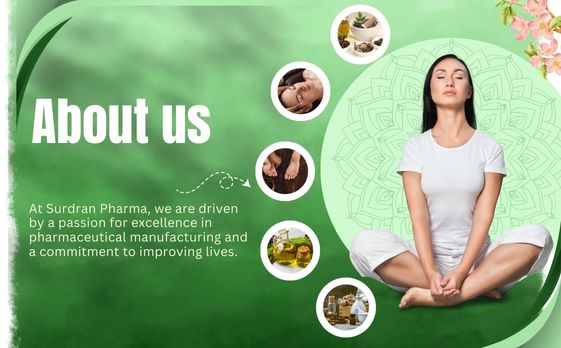 About us
At Surdran Pharma, we are driven
by a passion for excellence in
pharmaceutical manufacturing and
a commitment to improving lives.